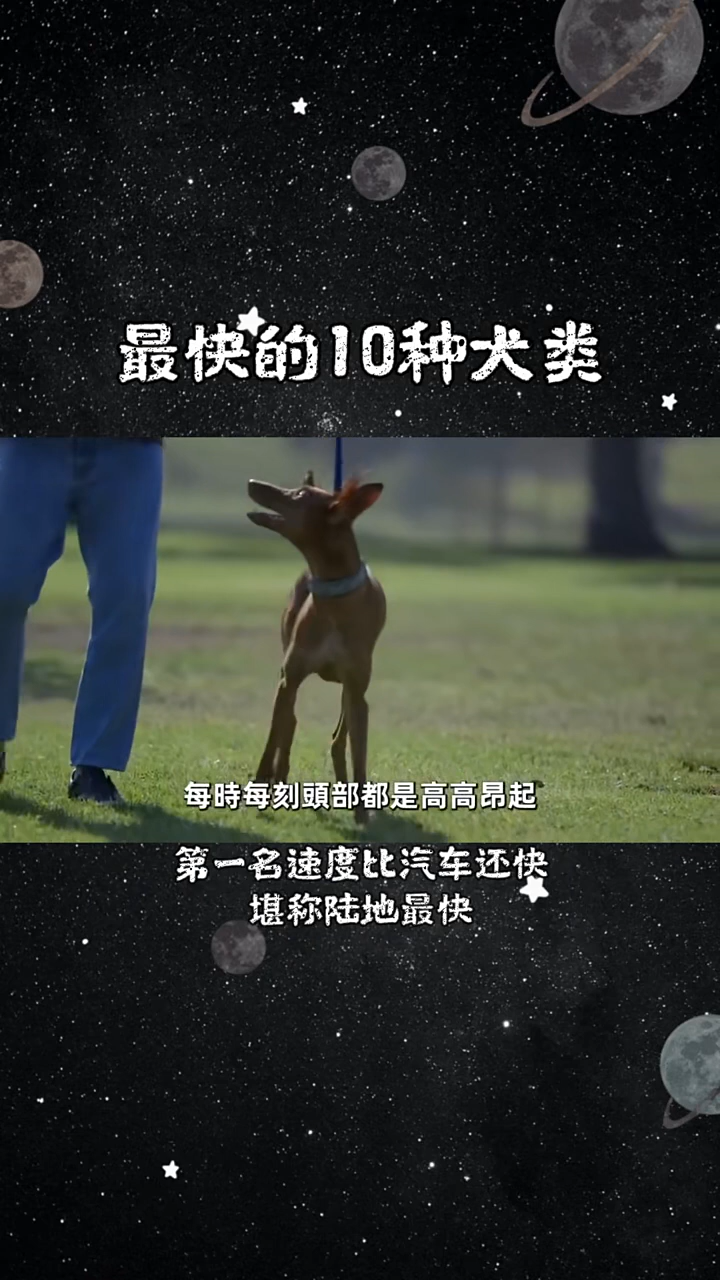 最快的10种犬类
每時每刻頭部都是高高昂起
第一名速度比汽车还快
堪称陆地最快